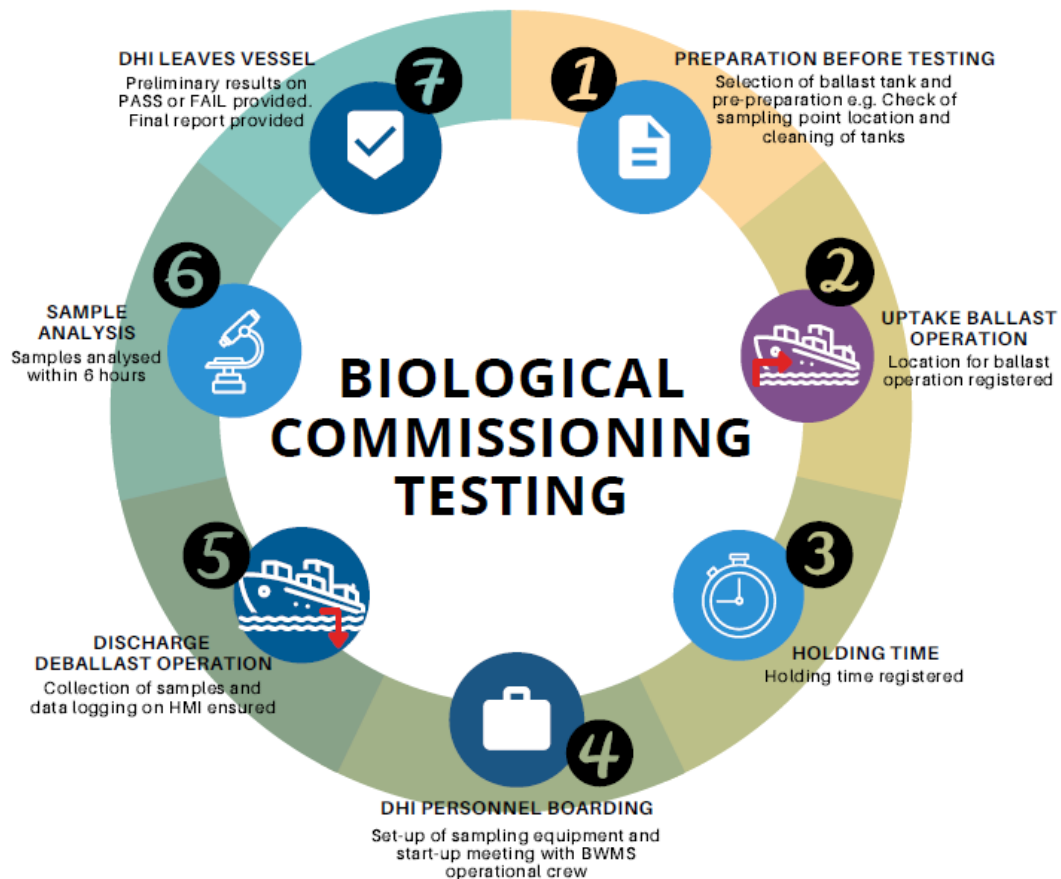 BIOLOGICAL
COMMISSIONING
TESTING
1
PREPARATION BEFORE TESTING
Selection of ballast tank and
pre-preparation e.g. Check of
sampling point location and
cleaning of tanks
2
UPTAKE BALLAST
OPERATION
Location for ballast
operation registered
3
HOLDING TIME
Holding time registered
4
DHI PERSONNEL BOARDING
Set-up of sampling equipment and
start-up meeting with BWMS
operational crew
5
DISCHARGE
DEBALLAST OPERATION
Collection of samples and
data logging on HMI ensured
6
SAMPLE
ANALYSIS
Samples analysed
within 6 hours
7
DHI LEAVES VESSEL
Preliminary results on
PASS or FAIL provided.
Final report provided